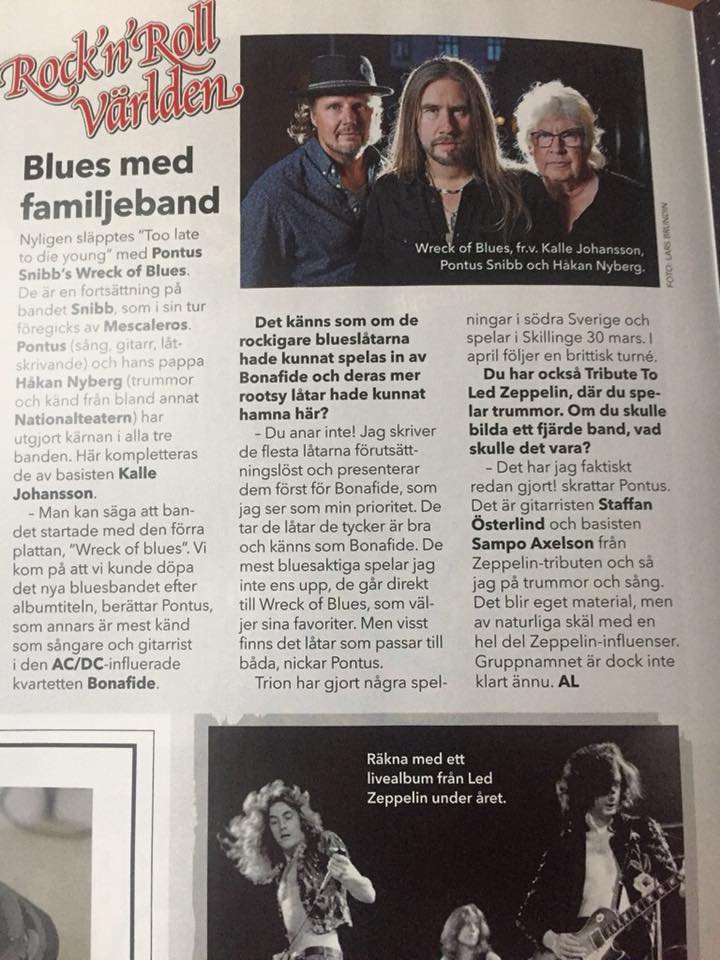 Rock'n'Roll
Världen
Blues med
familjeband
Nyligen släpptes "Too late
to die young" med Pontus
Snibb's Wreck of Blues.
De är en fortsättning på
bandet Snibb, som i sin tur
föregicks av Mescaleros.
Pontus (sång, gitarr, låt-
skrivande) och hans pappa
Håkan Nyberg (trummor
och känd från bland annat
Nationalteatern) har
utgjort kärnan i alla tre
banden. Här kompletteras
de av basisten Kalle
Johansson.
– Man kan säga att ban-
det startade med den förra
plattan, "Wreck of blues". Vi
kom på att vi kunde döpa
det nya bluesbandet efter
albumtiteln, berättar Pontus,
som annars är mest känd
som sångare och gitarrist
i den AC/DC-influerade
kvartetten Bonafide.
Wreck of Blues, fr.v. Kalle Johansson,
Pontus Snibb och Håkan Nyberg.
FOTO: LARS BRUNDIN
Det känns som om de
rockigare blueslåtarna
hade kunnat spelas in av
Bonafide och deras mer
rootsy låtar hade kunnat
hamna här?
– Du anar inte! Jag skriver
de flesta låtarna förutsätt-
ningslöst och presenterar
dem först för Bonafide, som
jag ser som min prioritet. De
tar de låtar de tycker är bra
och känns som Bonafide. De
mest bluesaktiga spelar jag
inte ens upp, de går direkt
till Wreck of Blues, som väl-
jer sina favoriter. Men visst
finns det låtar som passar till
båda, nickar Pontus.
Trion har gjort några spel-
ningar i södra Sverige och
spelar i Skillinge 30 mars. I
april följer en brittisk turné.
Du har också Tribute To
Led Zeppelin, där du spe-
lar trummor. Om du skulle
bilda ett fjärde band, vad
skulle det vara?
– Det har jag faktiskt
redan gjort! skrattar Pontus.
Det är gitarristen Staffan
Österlind och basisten
Sampo Axelson från
Zeppelin-tributen och så
jag på trummor och sång.
Det blir eget material, men
av naturliga skäl med en
hel del Zeppelin-influenser.
Gruppnamnet är dock inte
klart ännu. AL
Räkna med ett
livealbum från Led
Zeppelin under året.